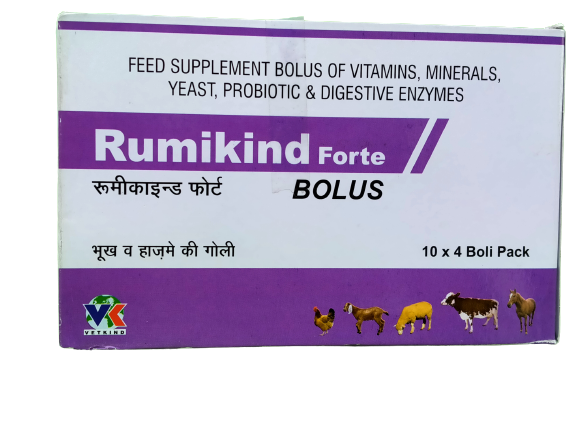 FEED SUPPLEMENT BOLUS OF VITAMINS, MINERALS,
YEAST, PROBIOTIC & DIGESTIVE ENZYMES
Rumikind Forte
रूमीकाइन्ड फोर्ट BOLUS
भूख व हाज़मे की गोली 10 x 4 Boli Pack
VK
VETKIND